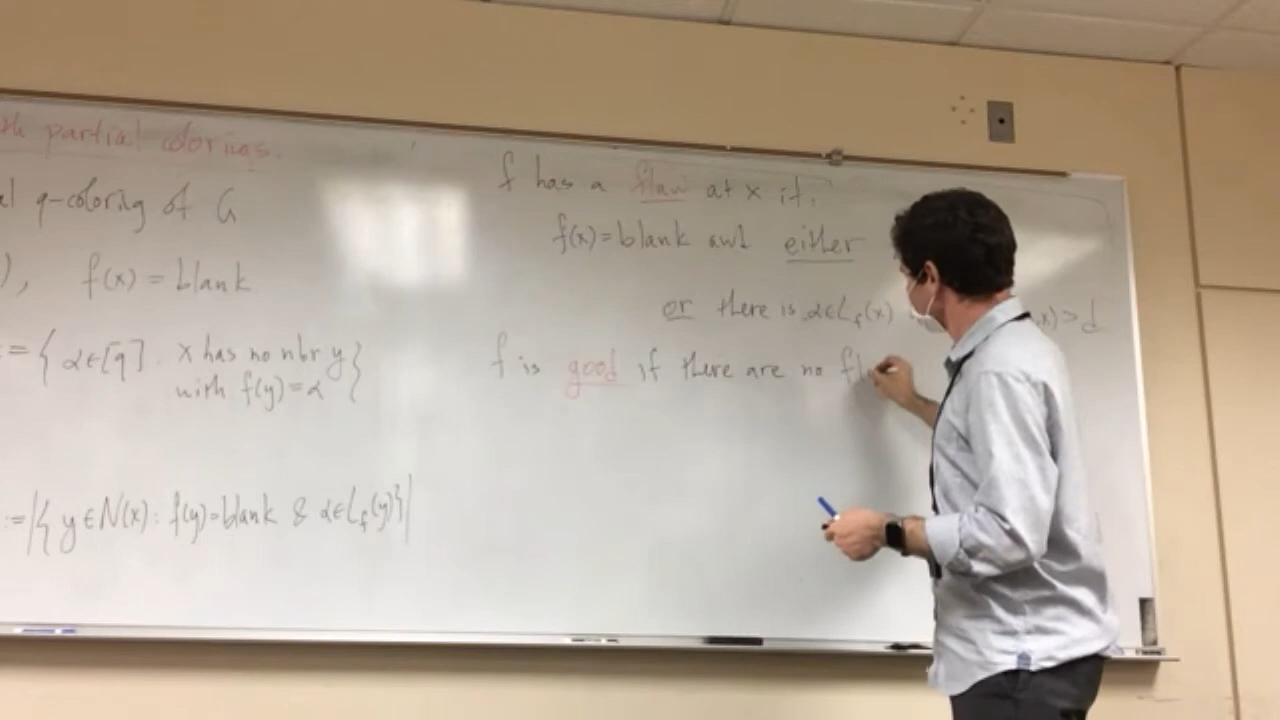 partial colorings.
q-coloring of G
), f(x) = blank
= { α∈[q] : x has no nbr y
with f(y)=α }
:= |{ y∈N(x): f(y)=blank & α∈L_f(y)}|
f has a flaw at x if:
f(x)=blank and either
or there is α∈L_f(x) ,x) > d
f is good if there are no fl